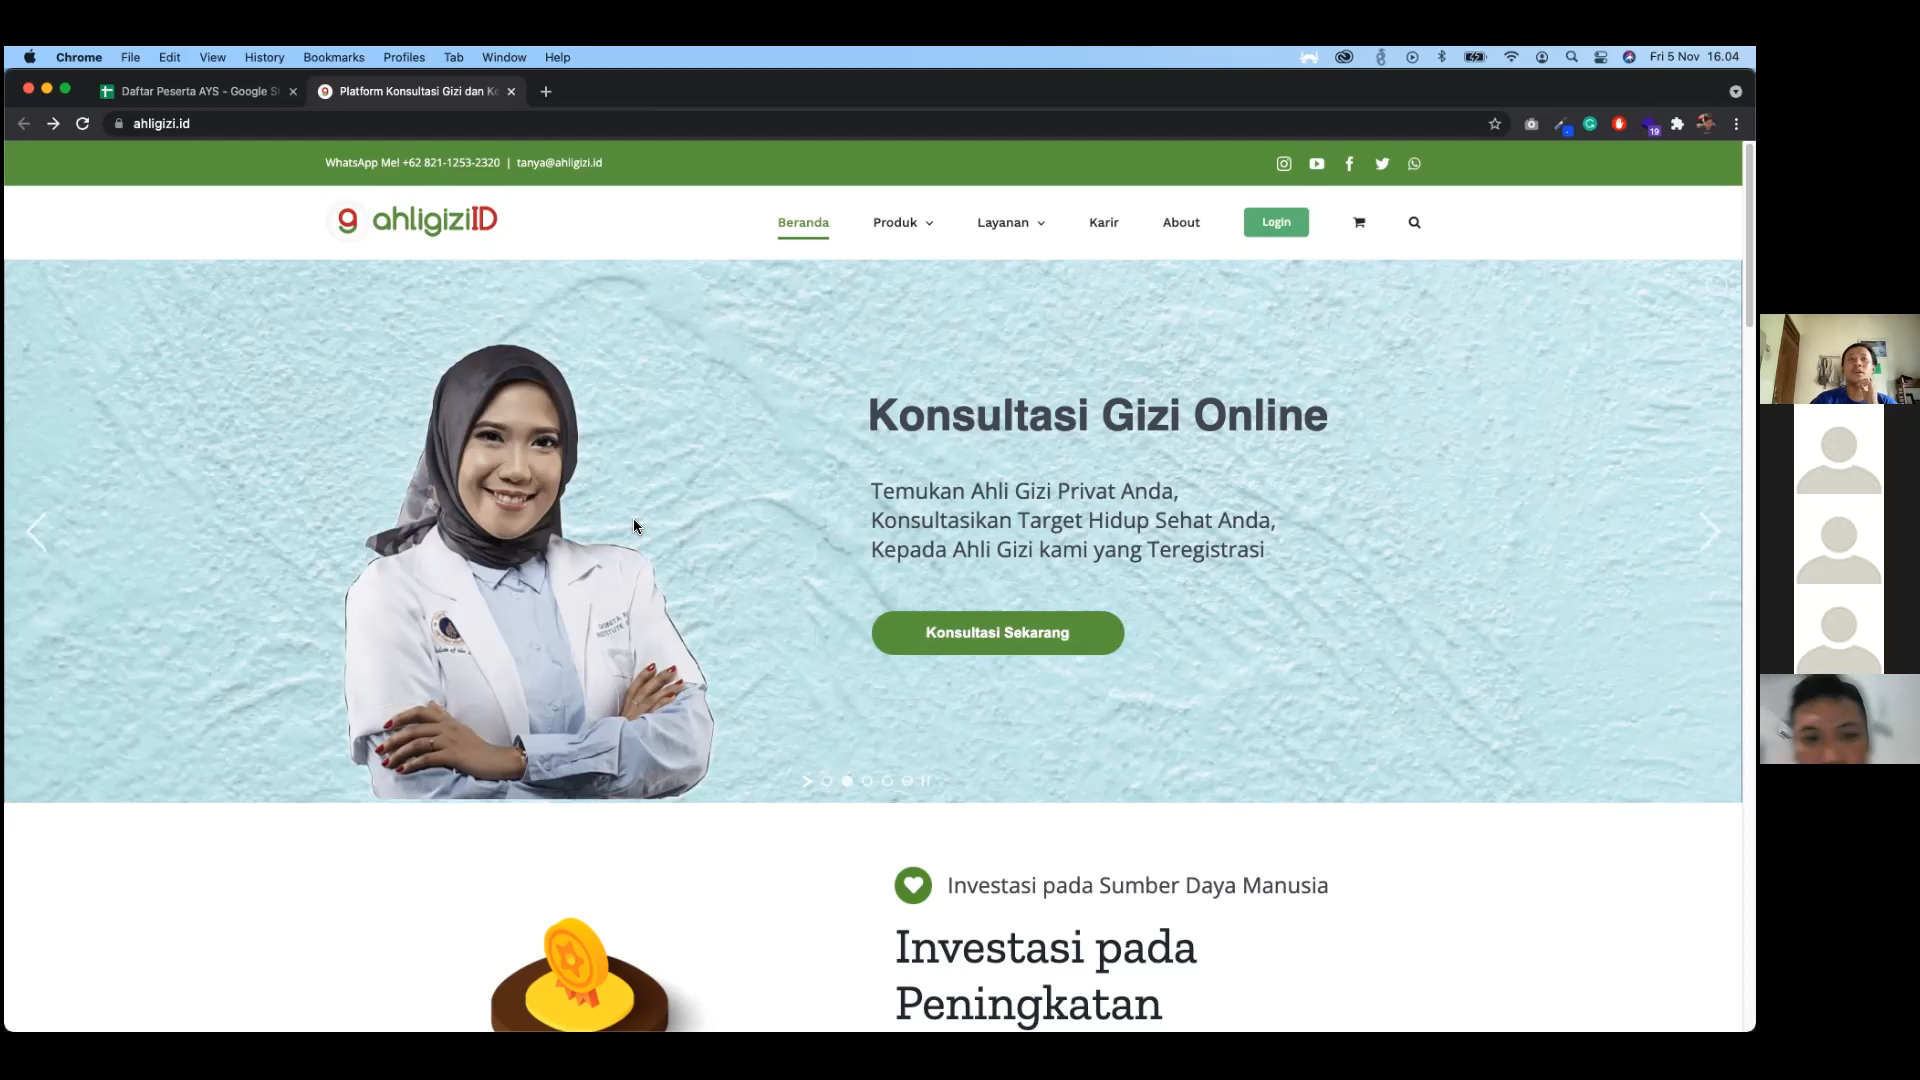 Chrome File Edit View History Bookmarks Profiles Tab Window Help
Fri 5 Nov 16.04
Daftar Peserta AYS - Google S
Platform Konsultasi Gizi dan Ke
ahligizi.id
19
WhatsApp Me! +62 821-1253-2320 | tanya@ahligizi.id
ahligiziID
Beranda Produk Layanan Karir About Login
Konsultasi Gizi Online
Temukan Ahli Gizi Privat Anda,
Konsultasikan Target Hidup Sehat Anda,
Kepada Ahli Gizi kami yang Teregistrasi
Konsultasi Sekarang
Investasi pada Sumber Daya Manusia
Investasi pada
Peningkatan